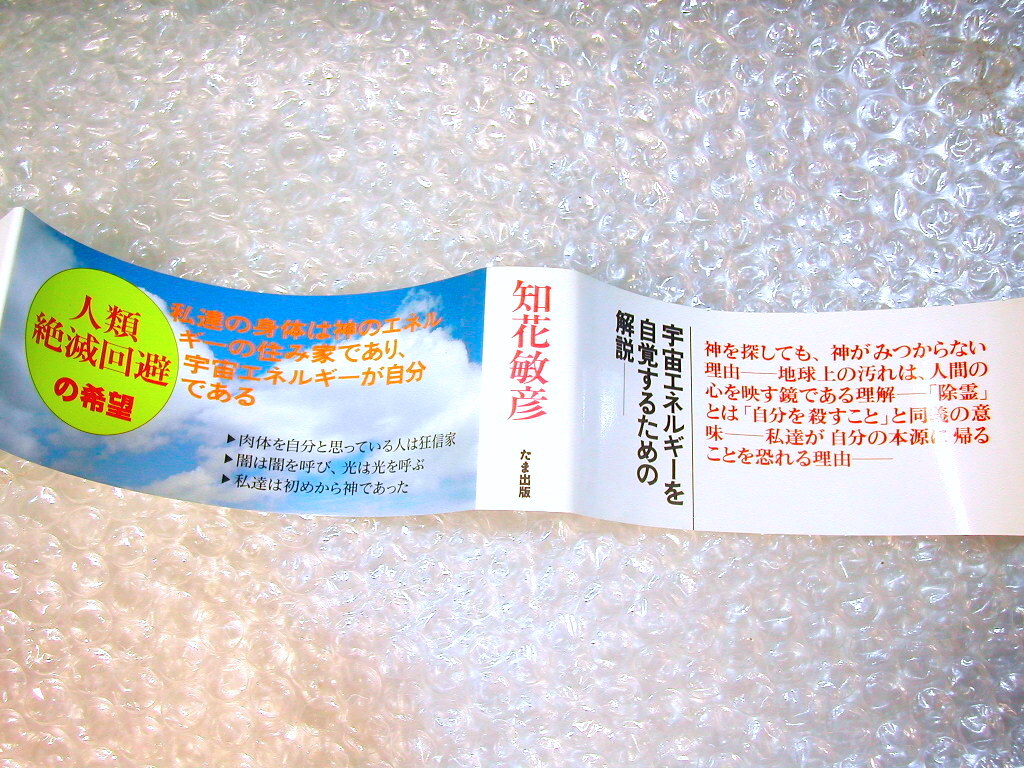 人類
絶滅回避
の希望
私達の身体は神のエネル
ギーの住み家であり、
宇宙エネルギーが自分
である
▶肉体を自分と思っている人は狂信家
▶闇は闇を呼び、光は光を呼ぶ
▶私達は初めから神であった
知花敏彦
たま出版
宇宙エネルギーを
自覚するための
解説――
神を探しても、神がみつからない
理由――地球上の汚れは、人間の
心を映す鏡である理解――「除霊」
とは「自分を殺すこと」と同義の意
味――私達が自分の本源に帰る
ことを恐れる理由――